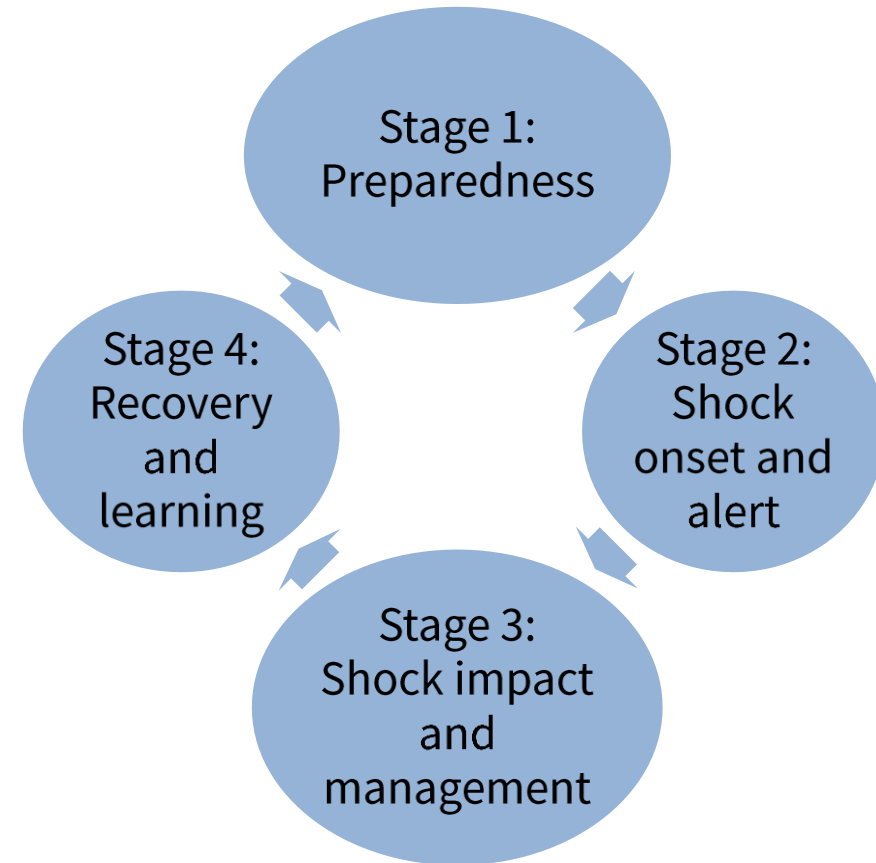 Stage 1:
Preparedness
Stage 2:
Shock
onset and
alert
Stage 3:
Shock impact
and
management
Stage 4:
Recovery
and
learning